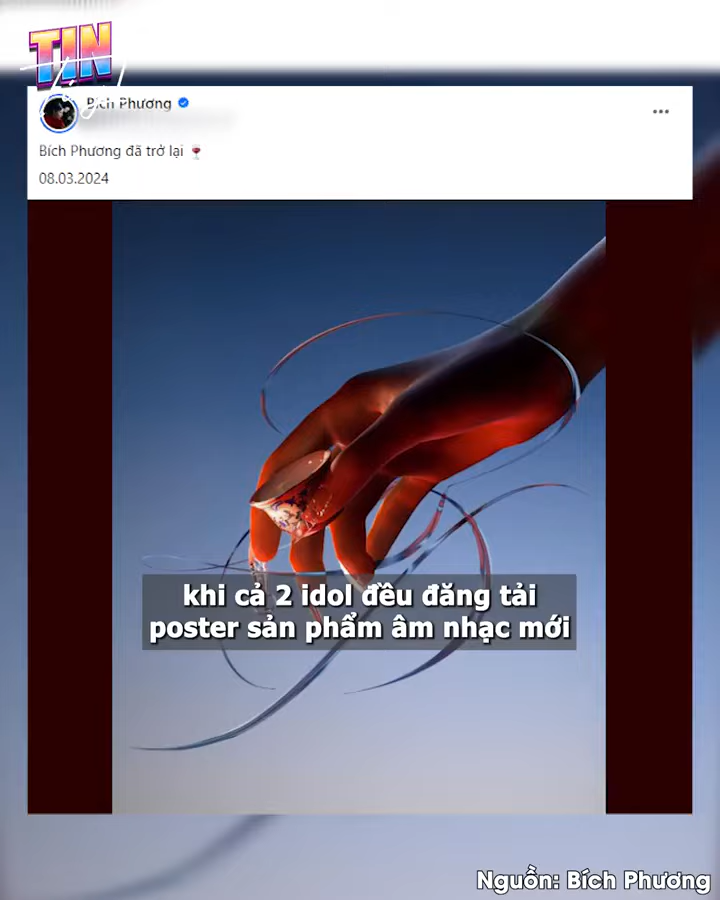 TIN
Bích Phương
Bích Phương đã trở lại 🍷
08.03.2024
khi cả 2 idol đều đăng tải
poster sản phẩm âm nhạc mới
Nguồn: Bích Phương